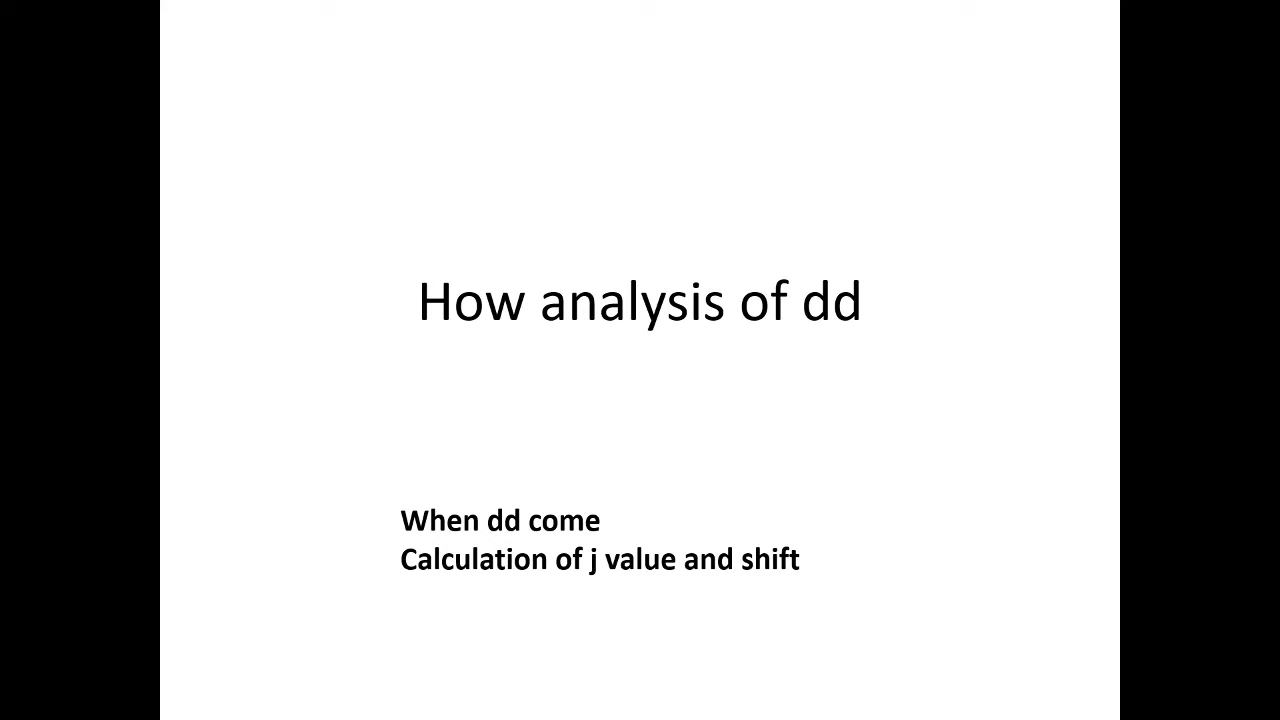 How analysis of dd
When dd come
Calculation of j value and shift